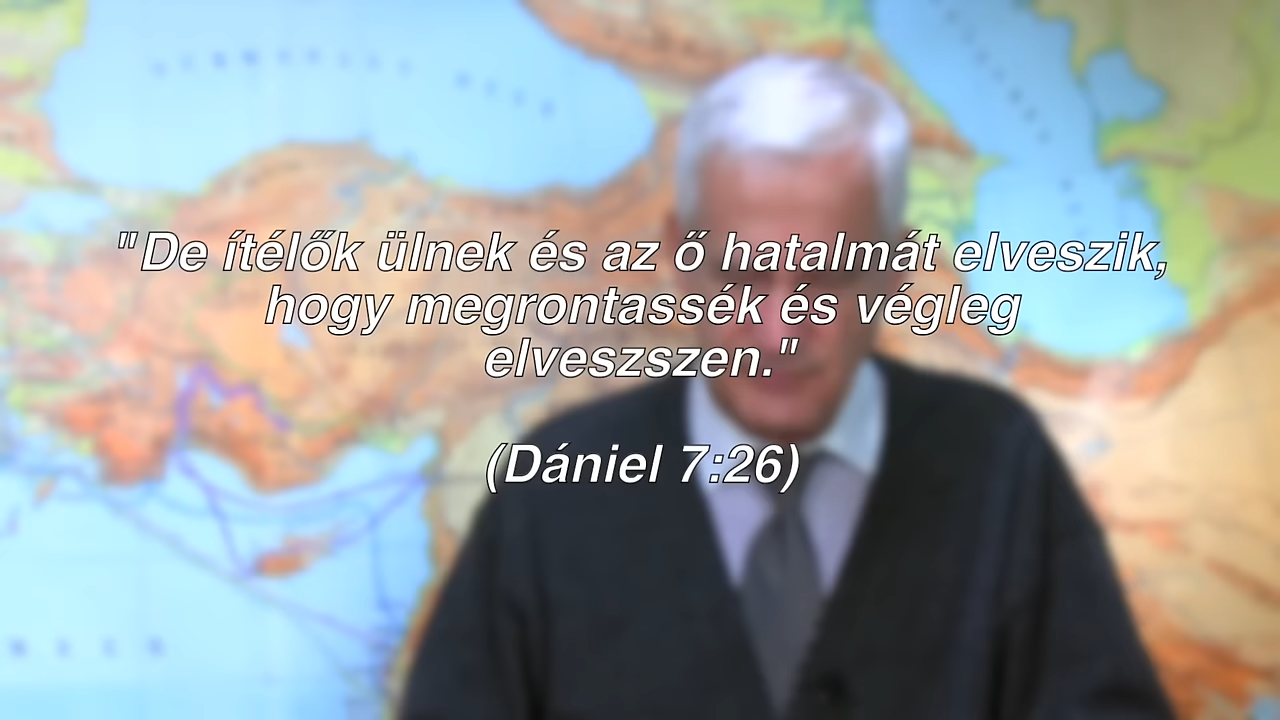 "De ítélők ülnek és az ő hatalmát elveszik,
hogy megrontassék és végleg
elveszszen."
(Dániel 7:26)